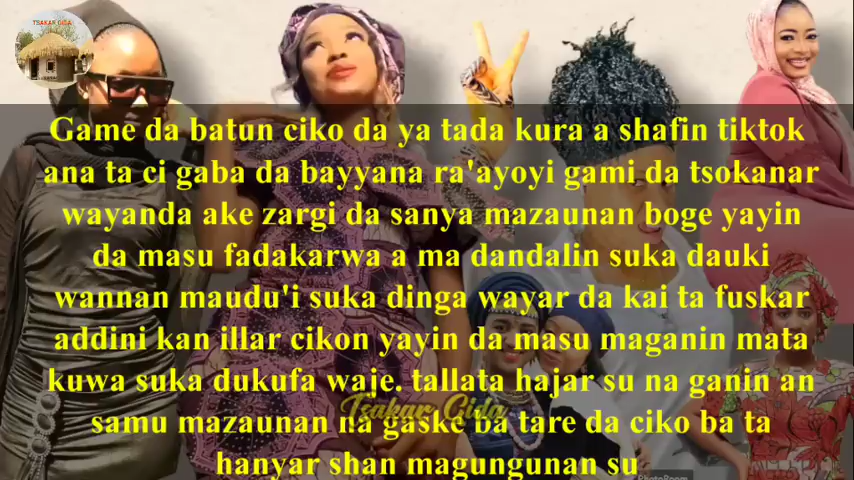 TSAKAR GIDA
Game da batun ciko da ya tada kura a shafin tiktok
ana ta ci gaba da bayyana ra'ayoyi gami da tsokanar
wayanda ake zargi da sanya mazaunan boge yayin
da masu fadakarwa a ma dandalin suka dauki
wannan maudu'i suka dinga wayar da kai ta fuskar
addini kan illar cikon yayin da masu maganin mata
kuwa suka dukufa waje. tallata hajar su na ganin an
samu mazaunan na gaske ba tare da ciko ba ta
hanyar shan magungunan su
Tsakar Gida
PhotoRoom